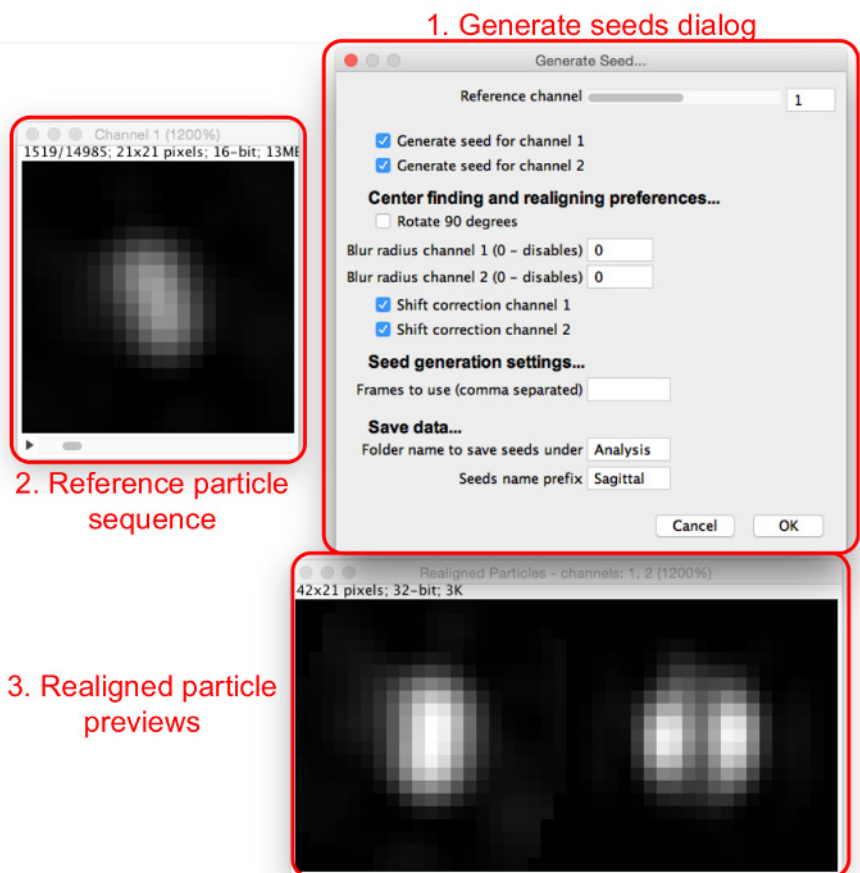 1. Generate seeds dialog
Generate Seed...
Reference channel 1
Generate seed for channel 1
Generate seed for channel 2
Center finding and realigning preferences...
Rotate 90 degrees
Blur radius channel 1 (0 – disables) 0
Blur radius channel 2 (0 – disables) 0
Shift correction channel 1
Shift correction channel 2
Seed generation settings...
Frames to use (comma separated)
Save data...
Folder name to save seeds under Analysis
Seeds name prefix Sagittal
Cancel OK
Channel 1 (1200%)
1519/14985; 21x21 pixels; 16-bit; 13ME
2. Reference particle
sequence
Realigned Particles - channels: 1, 2 (1200%)
42x21 pixels; 32-bit; 3K
3. Realigned particle
previews